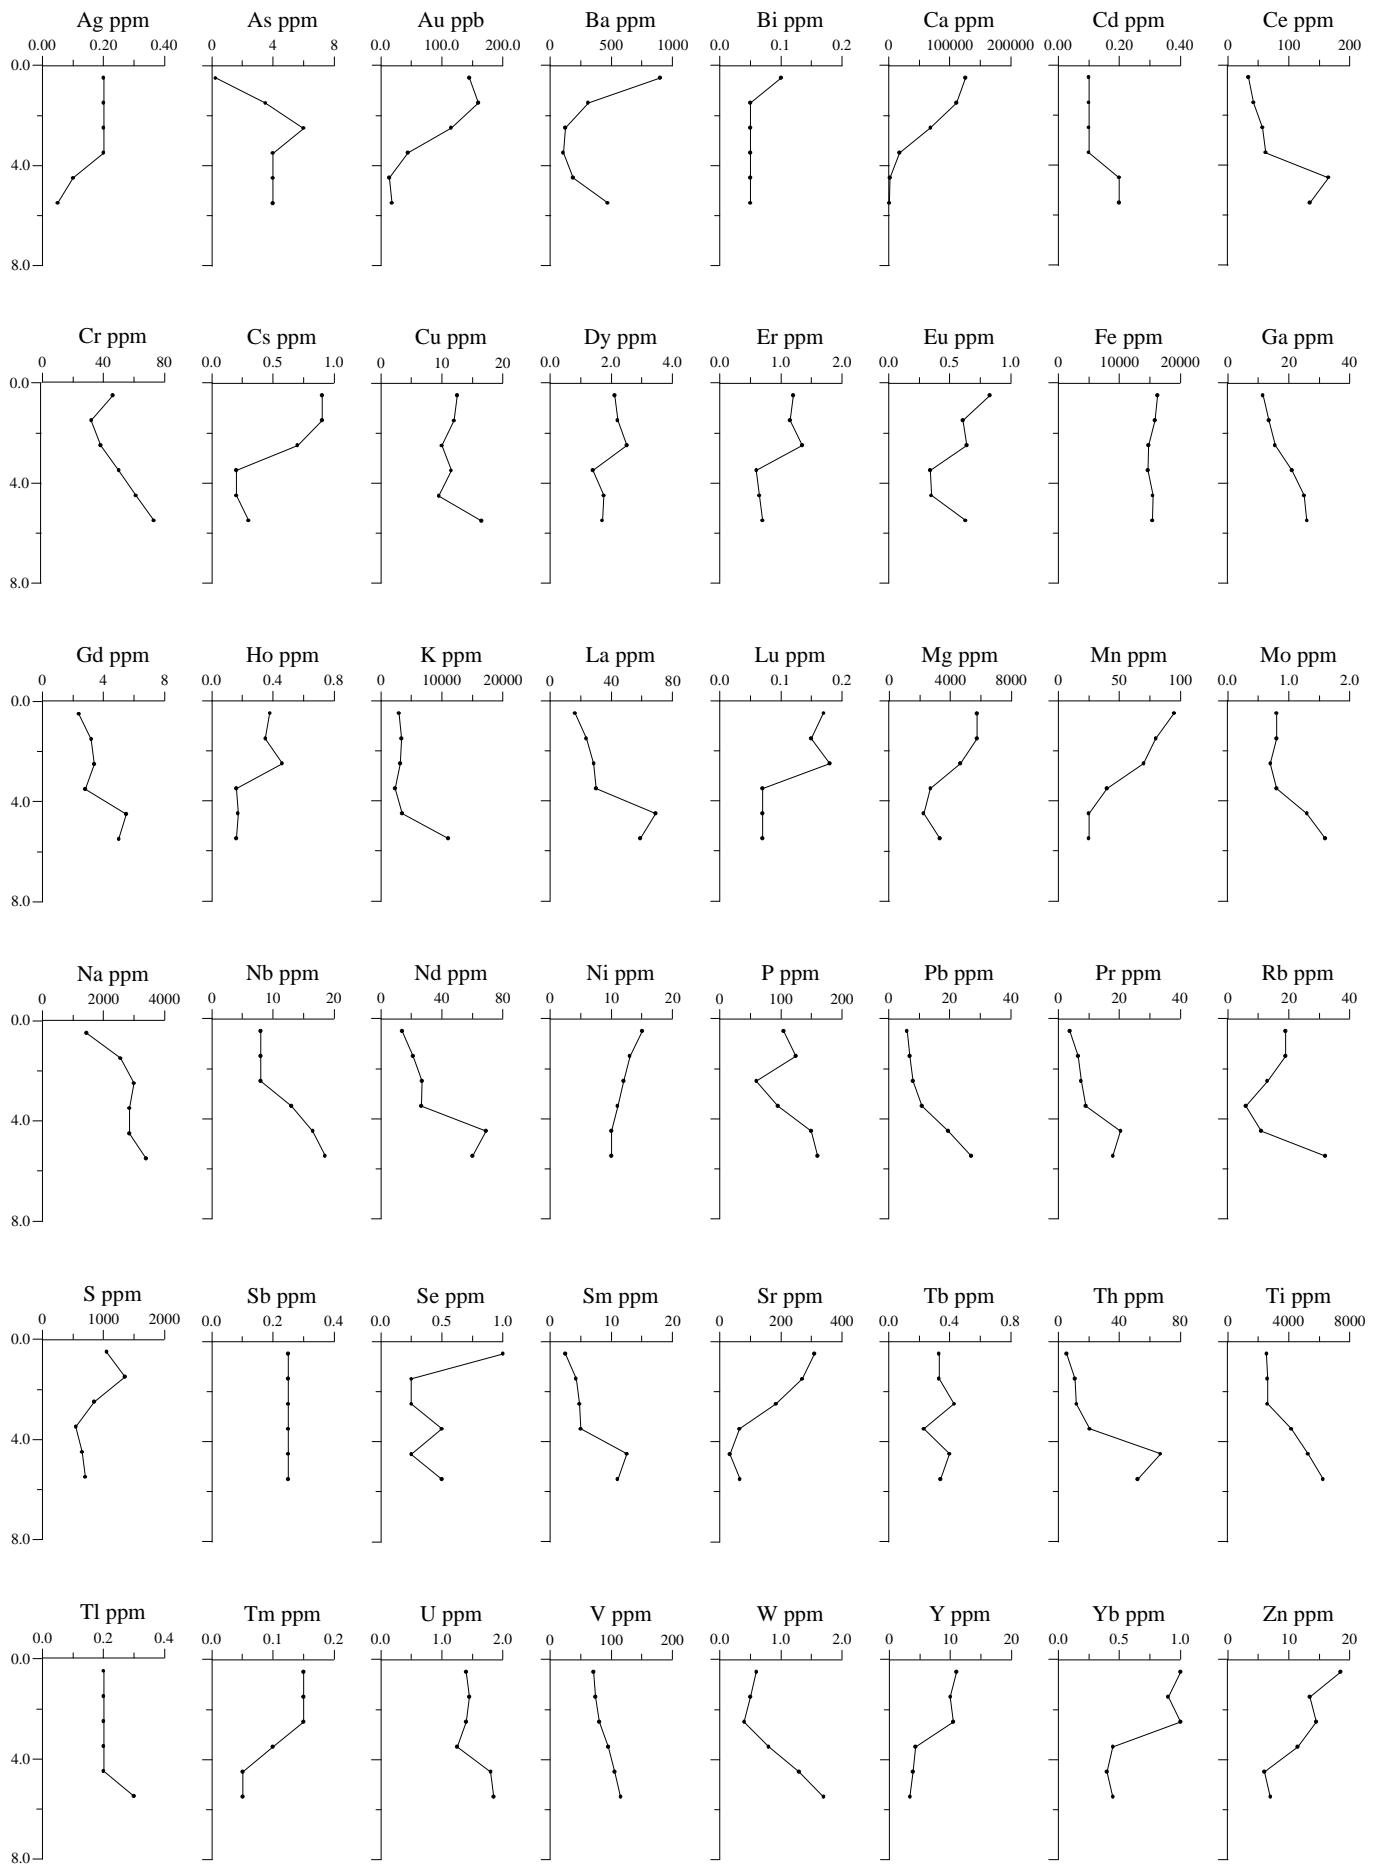 Ag ppm As ppm Au ppb Ba ppm Bi ppm Ca ppm Cd ppm Ce ppm
0.00 0.20 0.40 0 4 8 0.0 100.0 200.0 0 500 1000 0.0 0.1 0.2 0 100000 200000 0.00 0.20 0.40 0 100 200
0.0
4.0
8.0
Cr ppm Cs ppm Cu ppm Dy ppm Er ppm Eu ppm Fe ppm Ga ppm
0 40 80 0.0 0.5 1.0 0 10 20 0.0 2.0 4.0 0.0 1.0 2.0 0.0 0.5 1.0 0 10000 20000 0 20 40
0.0
4.0
8.0
Gd ppm Ho ppm K ppm La ppm Lu ppm Mg ppm Mn ppm Mo ppm
0 4 8 0.0 0.4 0.8 0 10000 20000 0 40 80 0.0 0.1 0.2 0 4000 8000 0 50 100 0.0 1.0 2.0
0.0
4.0
8.0
Na ppm Nb ppm Nd ppm Ni ppm P ppm Pb ppm Pr ppm Rb ppm
0 2000 4000 0 10 20 0 40 80 0 10 20 0 100 200 0 20 40 0 20 40 0 20 40
0.0
4.0
8.0
S ppm Sb ppm Se ppm Sm ppm Sr ppm Tb ppm Th ppm Ti ppm
0 1000 2000 0.0 0.2 0.4 0.0 0.5 1.0 0 10 20 0 200 400 0.0 0.4 0.8 0 40 80 0 4000 8000
0.0
4.0
8.0
Tl ppm Tm ppm U ppm V ppm W ppm Y ppm Yb ppm Zn ppm
0.0 0.2 0.4 0.0 0.1 0.2 0.0 1.0 2.0 0 100 200 0.0 1.0 2.0 0 10 20 0.0 0.5 1.0 0 10 20
0.0
4.0
8.0